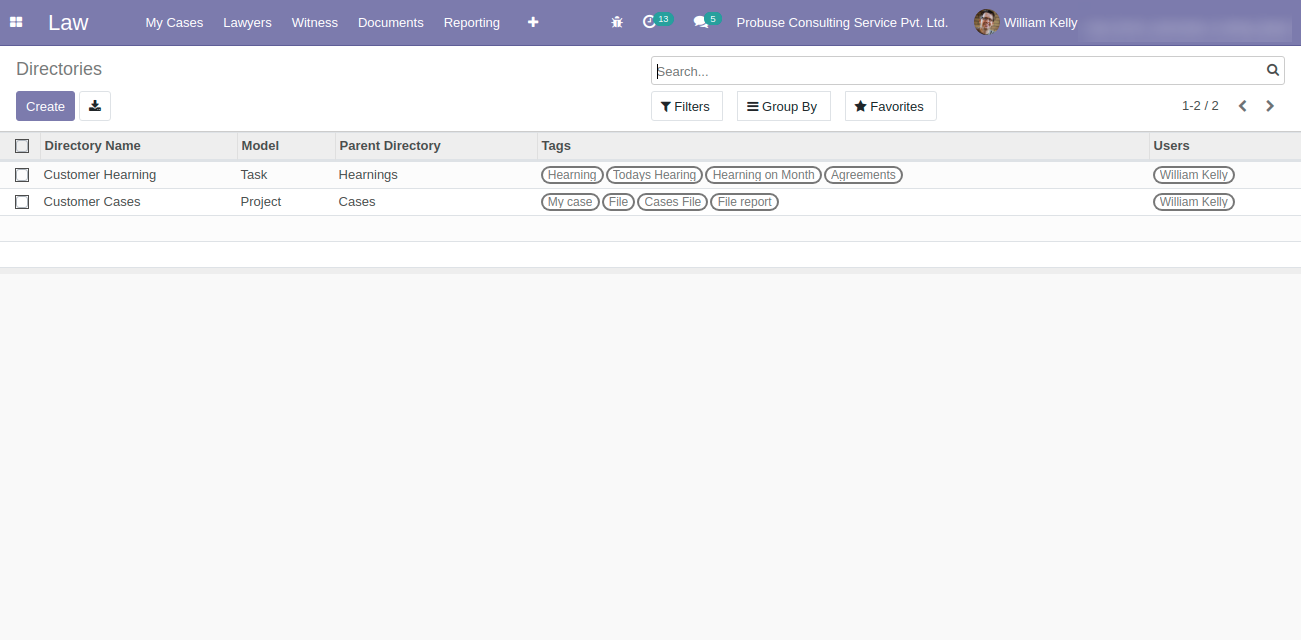 Law My Cases Lawyers Witness Documents Reporting 13 5 Probuse Consulting Service Pvt. Ltd. William Kelly
Directories
Search...
Create Filters Group By Favorites 1-2 / 2
Directory Name Model Parent Directory Tags Users
Customer Hearning Task Hearnings Hearning Todays Hearing Hearning on Month Agreements William Kelly
Customer Cases Project Cases My case File Cases File File report William Kelly